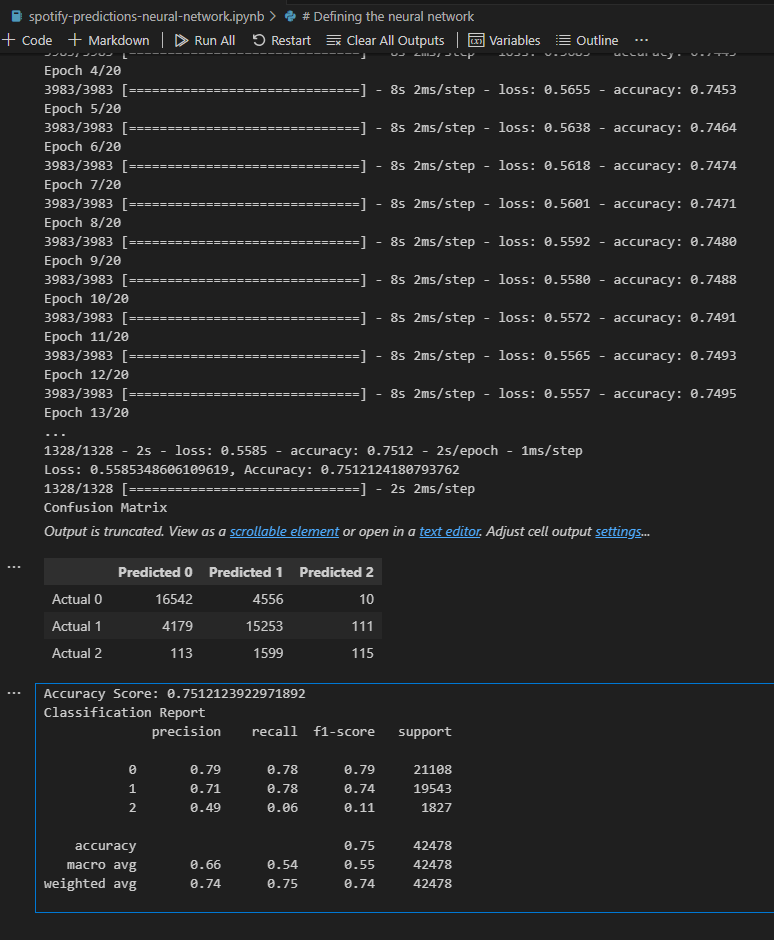 spotify-predictions-neural-network.ipynb > # Defining the neural network
+ Code + Markdown | Run All Restart Clear All Outputs | Variables Outline ...
Epoch 4/20
3983/3983 [==============================] - 8s 2ms/step - loss: 0.5655 - accuracy: 0.7453
Epoch 5/20
3983/3983 [==============================] - 8s 2ms/step - loss: 0.5638 - accuracy: 0.7464
Epoch 6/20
3983/3983 [==============================] - 8s 2ms/step - loss: 0.5618 - accuracy: 0.7474
Epoch 7/20
3983/3983 [==============================] - 8s 2ms/step - loss: 0.5601 - accuracy: 0.7471
Epoch 8/20
3983/3983 [==============================] - 8s 2ms/step - loss: 0.5592 - accuracy: 0.7480
Epoch 9/20
3983/3983 [==============================] - 8s 2ms/step - loss: 0.5580 - accuracy: 0.7488
Epoch 10/20
3983/3983 [==============================] - 8s 2ms/step - loss: 0.5572 - accuracy: 0.7491
Epoch 11/20
3983/3983 [==============================] - 8s 2ms/step - loss: 0.5565 - accuracy: 0.7493
Epoch 12/20
3983/3983 [==============================] - 8s 2ms/step - loss: 0.5557 - accuracy: 0.7495
Epoch 13/20
...
1328/1328 - 2s - loss: 0.5585 - accuracy: 0.7512 - 2s/epoch - 1ms/step
Loss: 0.5585348606109619, Accuracy: 0.7512124180793762
1328/1328 [==============================] - 2s 2ms/step
Confusion Matrix
Output is truncated. View as a scrollable element or open in a text editor. Adjust cell output settings...
...
Predicted 0 Predicted 1 Predicted 2
Actual 0 16542 4556 10
Actual 1 4179 15253 111
Actual 2 113 1599 115
...
Accuracy Score: 0.7512123922971892
Classification Report
precision recall f1-score support
0 0.79 0.78 0.79 21108
1 0.71 0.78 0.74 19543
2 0.49 0.06 0.11 1827
accuracy 0.75 42478
macro avg 0.66 0.54 0.55 42478
weighted avg 0.74 0.75 0.74 42478